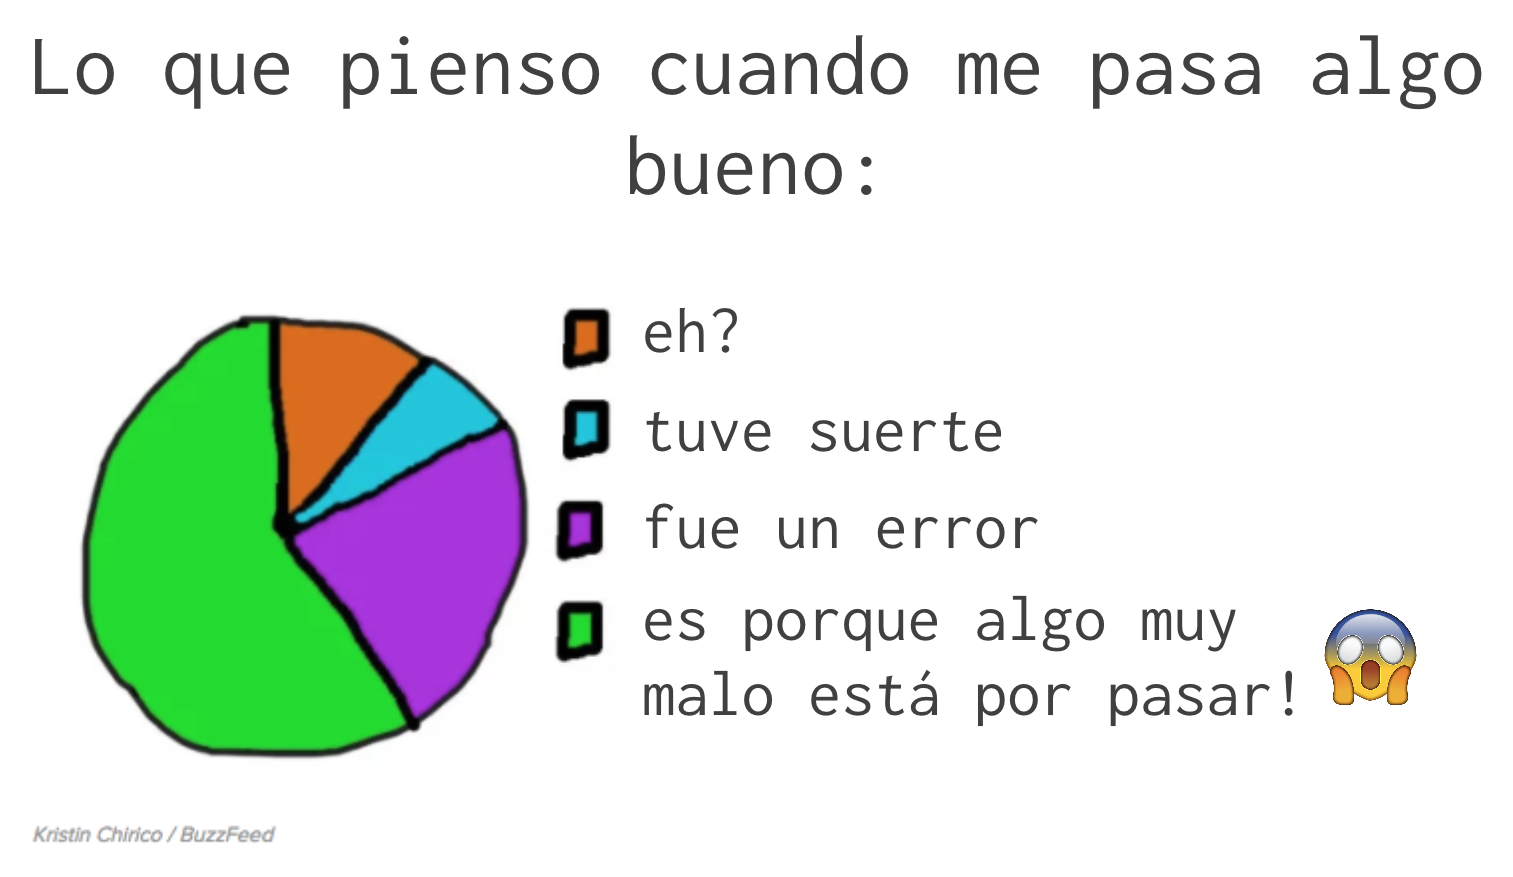 Lo que pienso cuando me pasa algo
bueno:
eh?
tuve suerte
fue un error
es porque algo muy
malo está por pasar!
Kristin Chirico / BuzzFeed